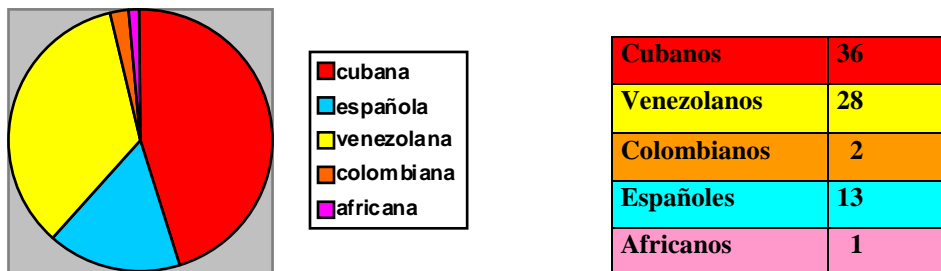 cubana
española
venezolana
colombiana
africana
Cubanos 36
Venezolanos 28
Colombianos 2
Españoles 13
Africanos 1